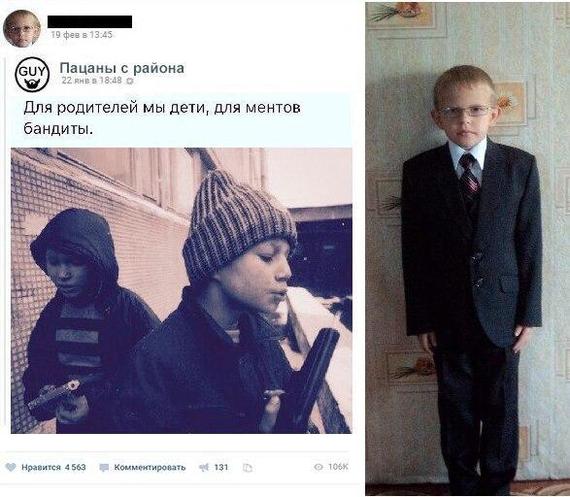 19 фев в 13:45
GUY
Пацаны с района
22 янв в 18:48
Для родителей мы дети, для ментов
бандиты.
Нравится 4 563 Комментировать 131 106K